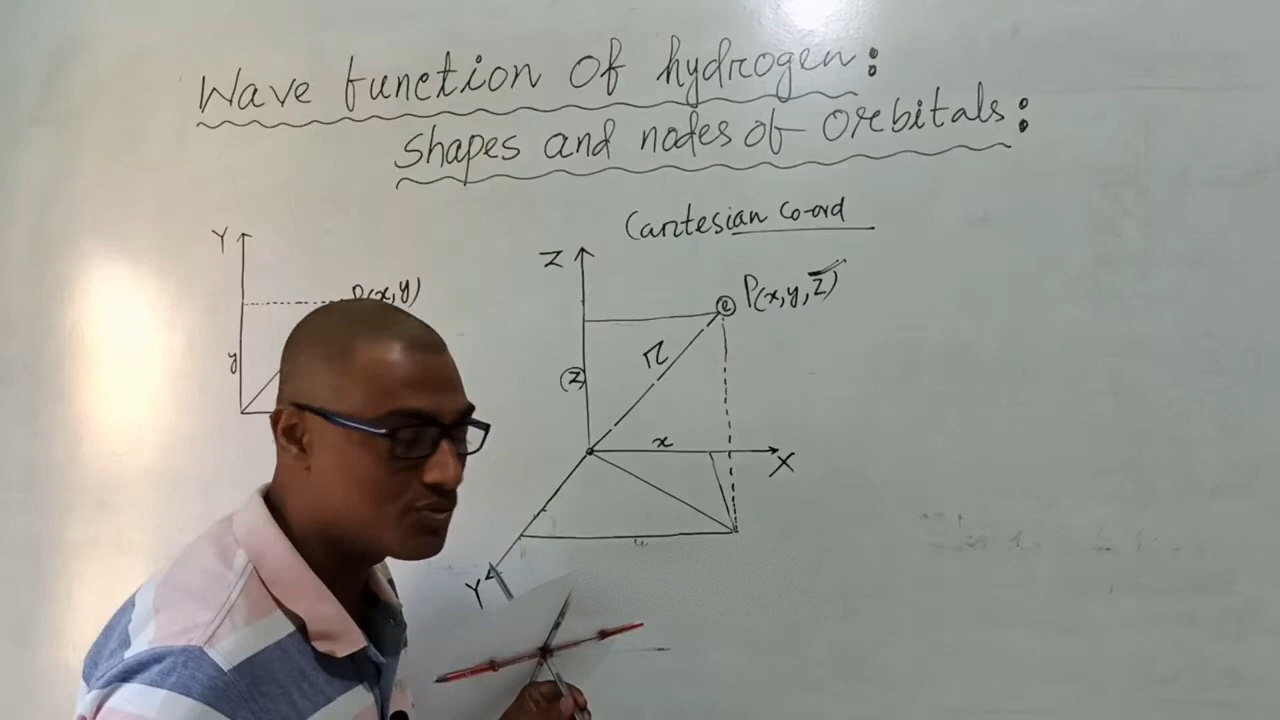 Wave function of hydrogen:
shapes and nodes of orbitals:
Cartesian Co-ord
Y
P(x,y)
y
Z
P(x,y,z)
e
r
(z)
x
X
Y